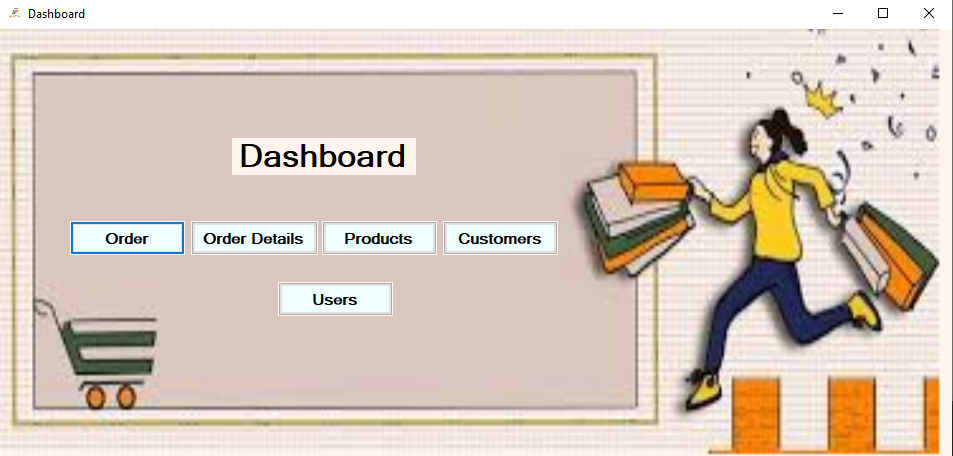 Dashboard
Dashboard
Order Order Details Products Customers
Users